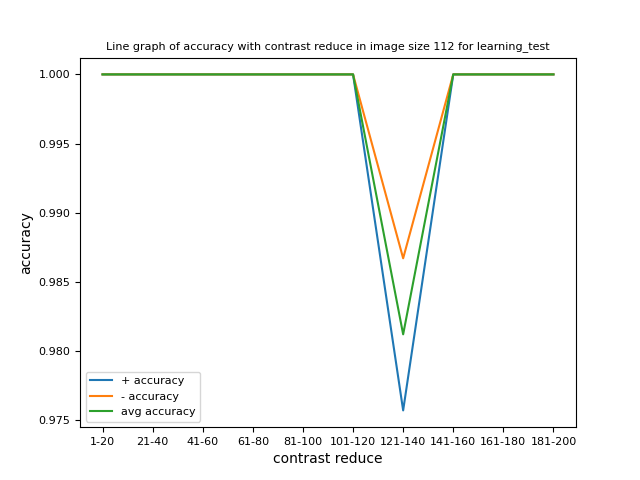 Line graph of accuracy with contrast reduce in image size 112 for learning_test
1.000
0.995
0.990
0.985
0.980
0.975
accuracy
+ accuracy
- accuracy
avg accuracy
1-20 21-40 41-60 61-80 81-100 101-120 121-140 141-160 161-180 181-200
contrast reduce